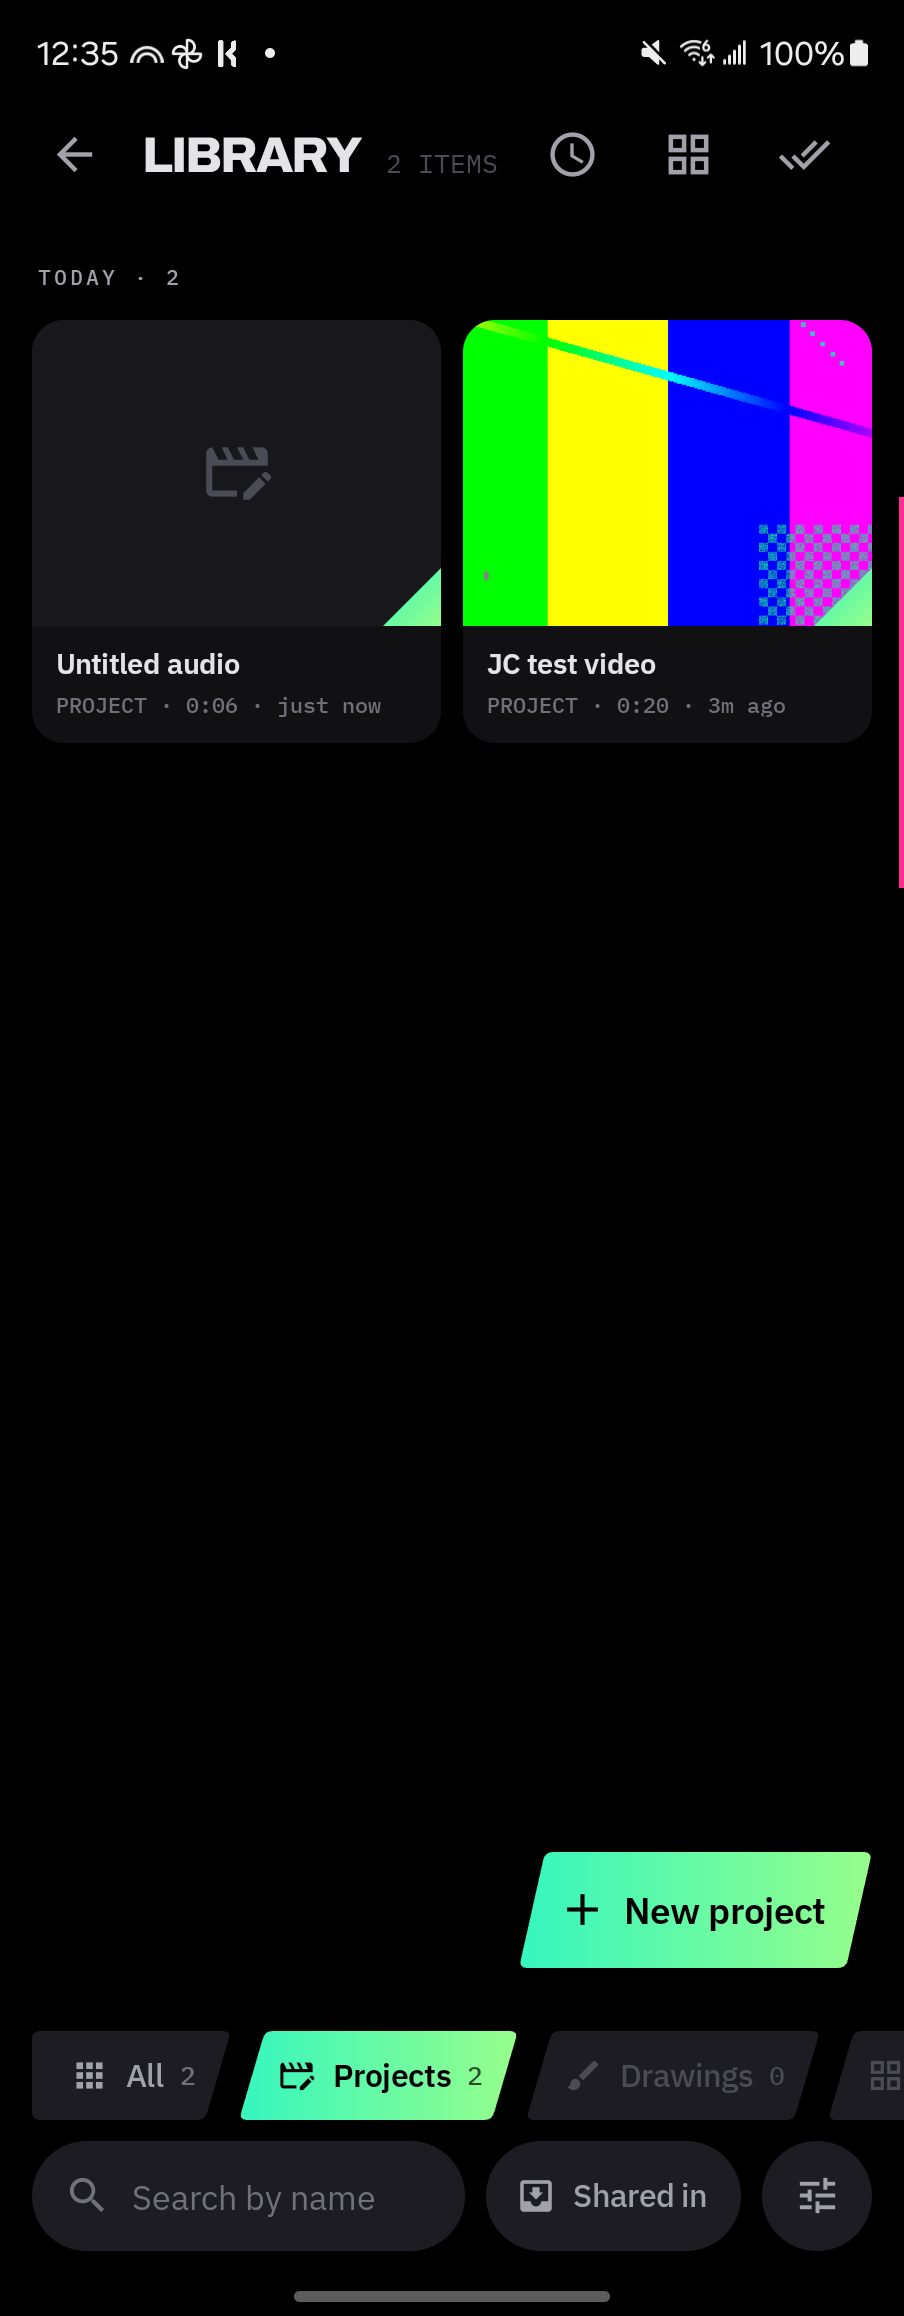 12:35
100%
LIBRARY 2 ITEMS
TODAY · 2
Untitled audio
PROJECT · 0:06 · just now
JC test video
PROJECT · 0:20 · 3m ago
New project
All 2
Projects 2
Drawings 0
Search by name
Shared in